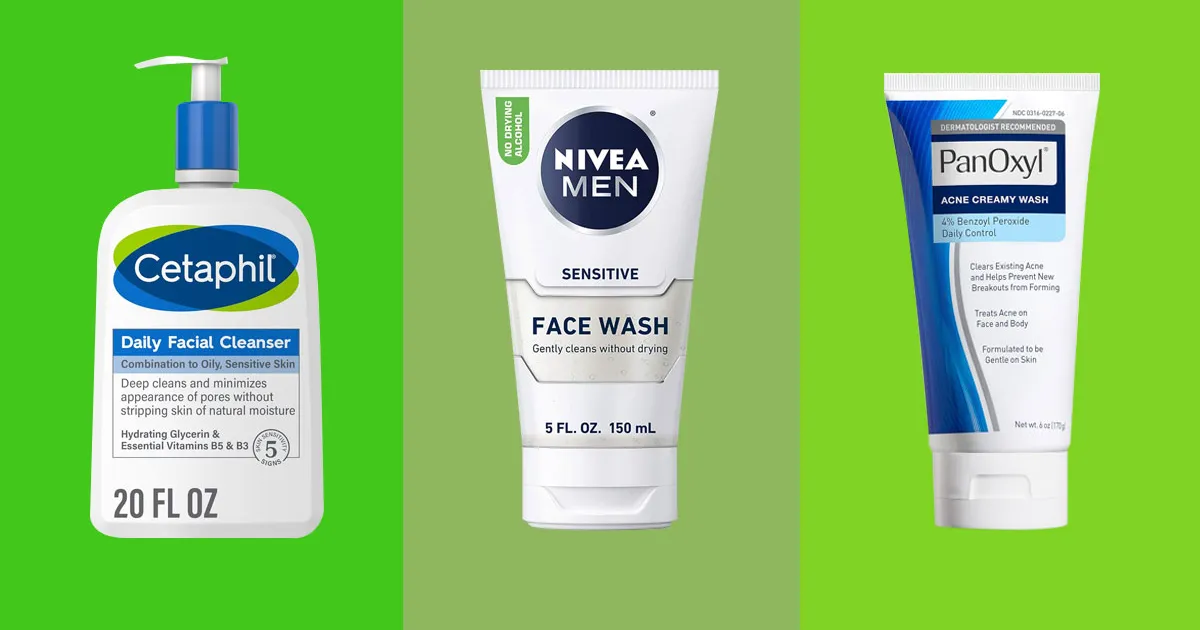 Cetaphil®
Daily Facial Cleanser
Combination to Oily, Sensitive Skin
Deep cleans and minimizes
appearance of pores without
stripping skin of natural moisture
Hydrating Glycerin &
Essential Vitamins B5 & B3
SKIN SENSITIVITY
5
SIGNS
20 FL OZ
NO DRYING
ALCOHOL
®
NIVEA
MEN
SENSITIVE
FACE WASH
Gently cleans without drying
5 FL. OZ. 150 mL
NDC 0316-0227-06
DERMATOLOGIST RECOMMENDED
PanOxyl®
ACNE CREAMY WASH
4% Benzoyl Peroxide
Daily Control
Clears Existing Acne
and Helps Prevent New
Breakouts from Forming
Treats Acne on
Face and Body
Formulated to be
Gentle on Skin
Net wt. 6 oz (170g)